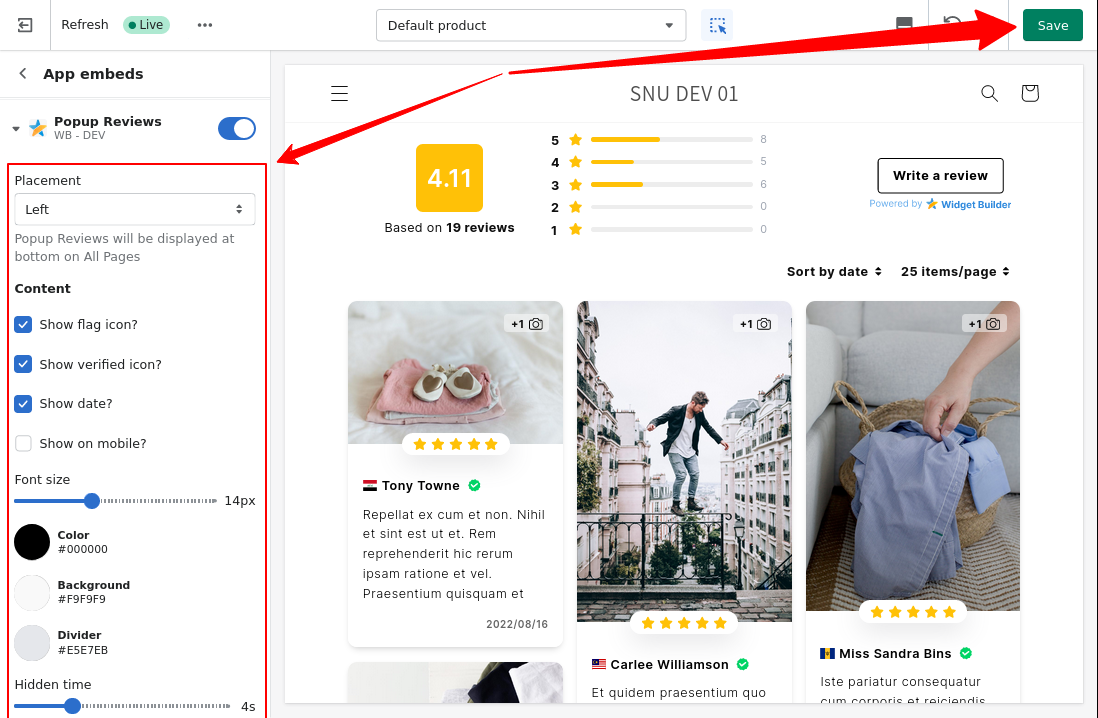 Refresh
Live
Default product
Save
App embeds
Popup Reviews
WB - DEV
Placement
Left
Popup Reviews will be displayed at
bottom on All Pages
Content
Show flag icon?
Show verified icon?
Show date?
Show on mobile?
Font size
14px
Color
#000000
Background
#F9F9F9
Divider
#E5E7EB
Hidden time
4s
SNU DEV 01
4.11
Based on 19 reviews
5 8
4 5
3 6
2 0
1 0
Write a review
Powered by Widget Builder
Sort by date
25 items/page
+1
Tony Towne
Repellat ex cum et non. Nihil
et sint est ut et. Rem
reprehenderit hic rerum
ipsam ratione et vel.
Praesentium quisquam et
2022/08/16
+1
Carlee Williamson
Et quidem praesentium quo
+1
Miss Sandra Bins
Iste pariatur consequatur
cum corporis et reiciendis